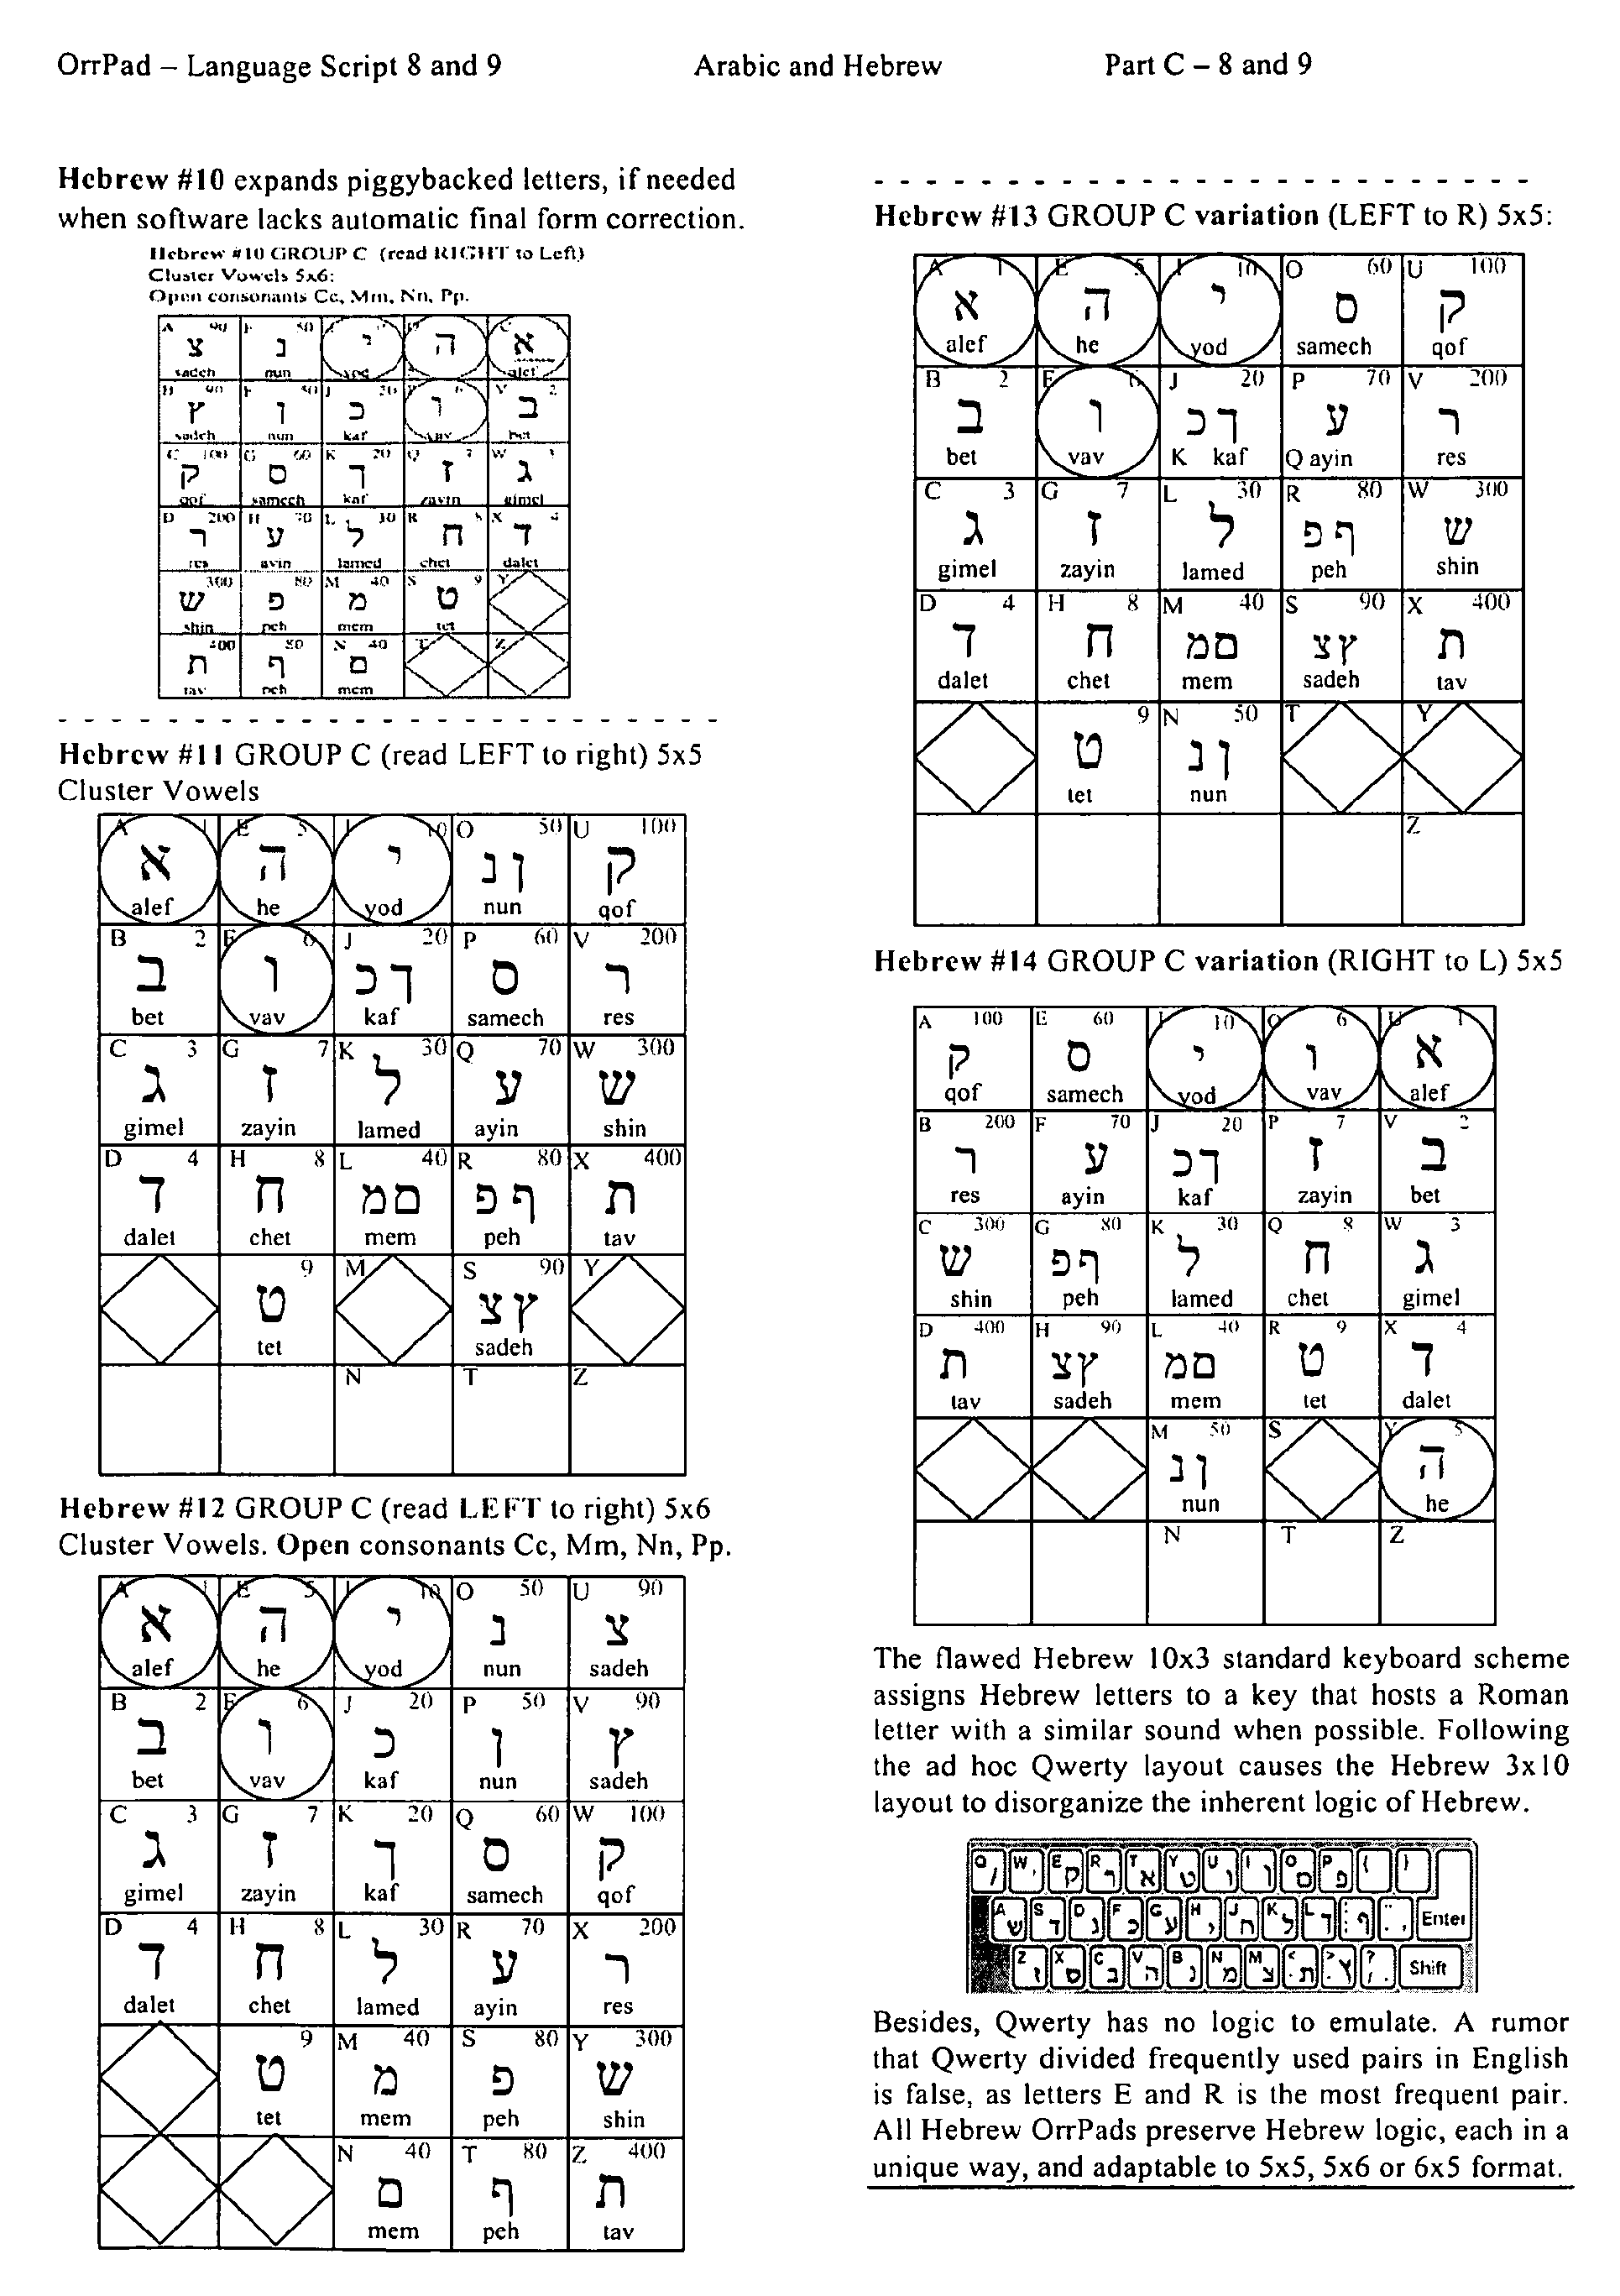 OrrPad – Language Script 8 and 9 Arabic and Hebrew Part C – 8 and 9
Hebrew #10 expands piggybacked letters, if needed
when software lacks automatic final form correction.
Hebrew #10 GROUP C (read RIGHT to Left)
Cluster Vowels 5x6:
Open consonants Cc, Mm, Nn, Pp.
A 90 E 50
צ נ י ה א
sadeh nun yod alef
90 50 J 20 6 V 2
ץ ן כ ו ב
sadeh nun kaf vav bet
C 100 G 60 K 20 Q 7 W 3
ק ס ך ז ג
qof samech kaf zayin gimel
D 200 H 70 L 30 R 8 X 4
ר ע ל ח ד
res ayin lamed chet dalet
300 80 M 40 S 9 Y
ש פ מ ט
shin peh mem tet
400 80 N 40 T Z
ת ף ם
tav peh mem
Hebrew #11 GROUP C (read LEFT to right) 5x5
Cluster Vowels
A 1 E 5 I 10 O 50 U 100
א ה י נן ק
alef he yod nun qof
B 2 F 6 J 20 P 60 V 200
ב ו כך ס ר
bet vav kaf samech res
C 3 G 7 K 30 Q 70 W 300
ג ז ל ע ש
gimel zayin lamed ayin shin
D 4 H 8 L 40 R 80 X 400
ד ח מם פף ת
dalet chet mem peh tav
9 M S 90 Y
ט צץ
tet sadeh
N T Z
Hebrew #12 GROUP C (read LEFT to right) 5x6
Cluster Vowels. Open consonants Cc, Mm, Nn, Pp.
A 1 E 5 I 10 O 50 U 90
א ה י נ צ
alef he yod nun sadeh
B 2 F 6 J 20 P 50 V 90
ב ו כ ן ץ
bet vav kaf nun sadeh
C 3 G 7 K 20 Q 60 W 100
ג ז ך ס ק
gimel zayin kaf samech qof
D 4 H 8 L 30 R 70 X 200
ד ח ל ע ר
dalet chet lamed ayin res
9 M 40 S 80 Y 300
ט מ פ ש
tet mem peh shin
N 40 T 80 Z 400
ם ף ת
mem peh tav
Hebrew #13 GROUP C variation (LEFT to R) 5x5:
A 1 E 5 I 10 O 60 U 100
א ה י ס ק
alef he yod samech qof
B 2 F 6 J 20 P 70 V 200
ב ו כך ע ר
bet vav K kaf Q ayin res
C 3 G 7 L 30 R 80 W 300
ג ז ל פף ש
gimel zayin lamed peh shin
D 4 H 8 M 40 S 90 X 400
ד ח מם צץ ת
dalet chet mem sadeh tav
9 N 50 T Y
ט נן
tet nun
Z
Hebrew #14 GROUP C variation (RIGHT to L) 5x5
A 100 E 60 I 10 O 6 U 1
ק ס י ו א
qof samech yod vav alef
B 200 F 70 J 20 P 7 V 2
ר ע כך ז ב
res ayin kaf zayin bet
C 300 G 80 K 30 Q 8 W 3
ש פף ל ח ג
shin peh lamed chet gimel
D 400 H 90 L 40 R 9 X 4
ת צץ מם ט ד
tav sadeh mem tet dalet
M 50 S Y 5
נן ה
nun he
N T Z
The flawed Hebrew 10x3 standard keyboard scheme
assigns Hebrew letters to a key that hosts a Roman
letter with a similar sound when possible. Following
the ad hoc Qwerty layout causes the Hebrew 3x10
layout to disorganize the inherent logic of Hebrew.
Q / W ' E ק R ר T א Y ט U ו I ן O ם P פ { }
A ש S ד D נ F כ G ע H י J ח K ל L ך : ף " , Enter
Z ז X ס C ב V ה B נ N מ M צ < ת > ץ ? . Shift
Besides, Qwerty has no logic to emulate. A rumor
that Qwerty divided frequently used pairs in English
is false, as letters E and R is the most frequent pair.
All Hebrew OrrPads preserve Hebrew logic, each in a
unique way, and adaptable to 5x5, 5x6 or 6x5 format.